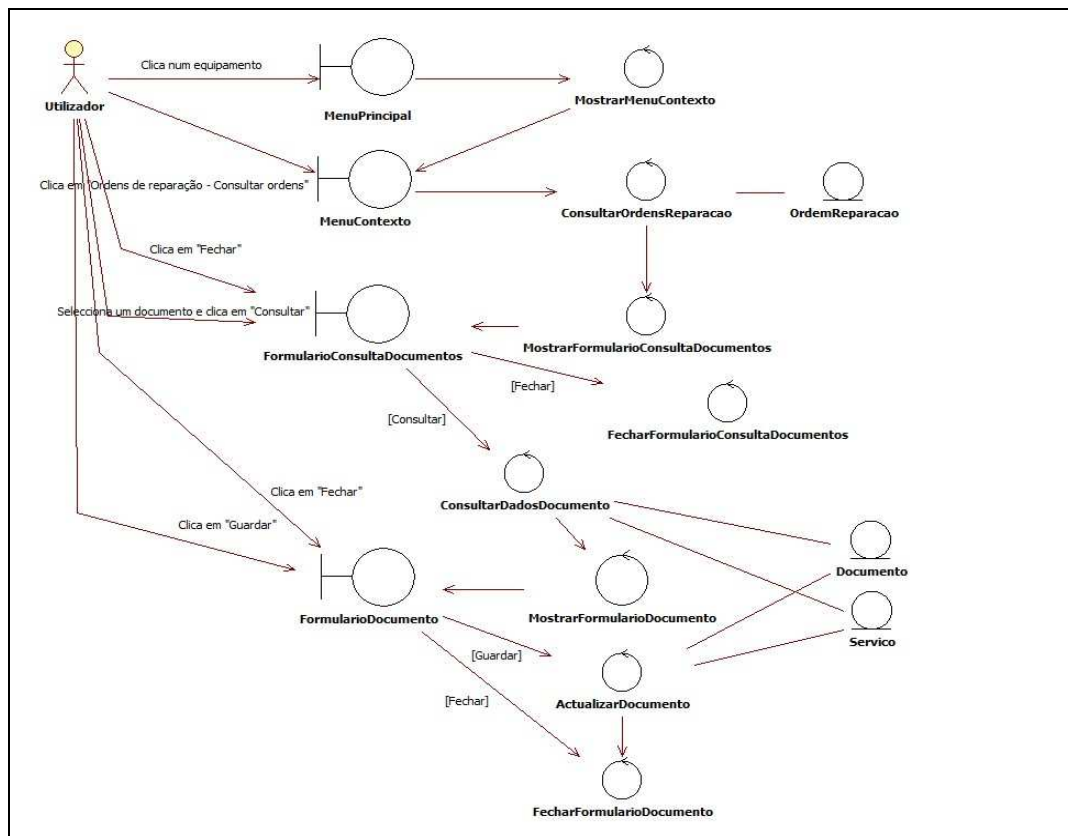 Clica num equipamento
Utilizador
MenuPrincipal
MostrarMenuContexto
Clica em "Ordens de reparação - Consultar ordens"
MenuContexto
ConsultarOrdensReparacao
OrdemReparacao
Clica em "Fechar"
Selecciona um documento e clica em "Consultar"
FormularioConsultaDocumentos
MostrarFormularioConsultaDocumentos
[Fechar]
[Consultar]
FecharFormularioConsultaDocumentos
Clica em "Fechar"
ConsultarDadosDocumento
Clica em "Guardar"
Documento
FormularioDocumento
MostrarFormularioDocumento
Servico
[Guardar]
[Fechar]
ActualizarDocumento
FecharFormularioDocumento